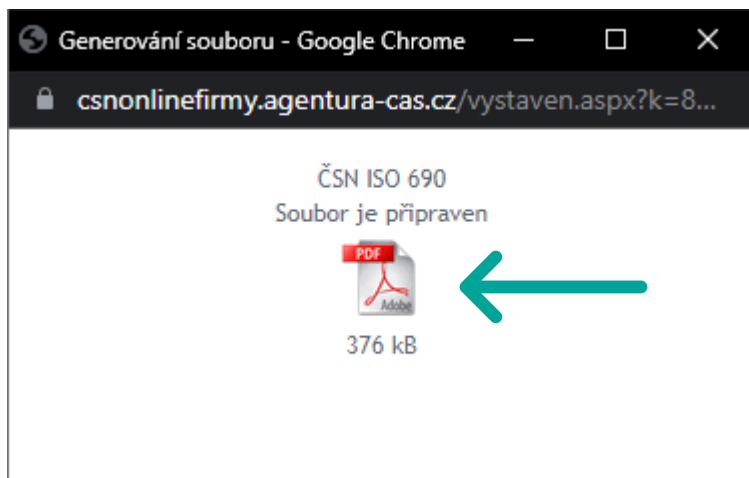 Generování souboru - Google Chrome
csnonlinefirmy.agentura-cas.cz/vystaven.aspx?k=8...
ČSN ISO 690
Soubor je připraven
PDF
Adobe
376 kB